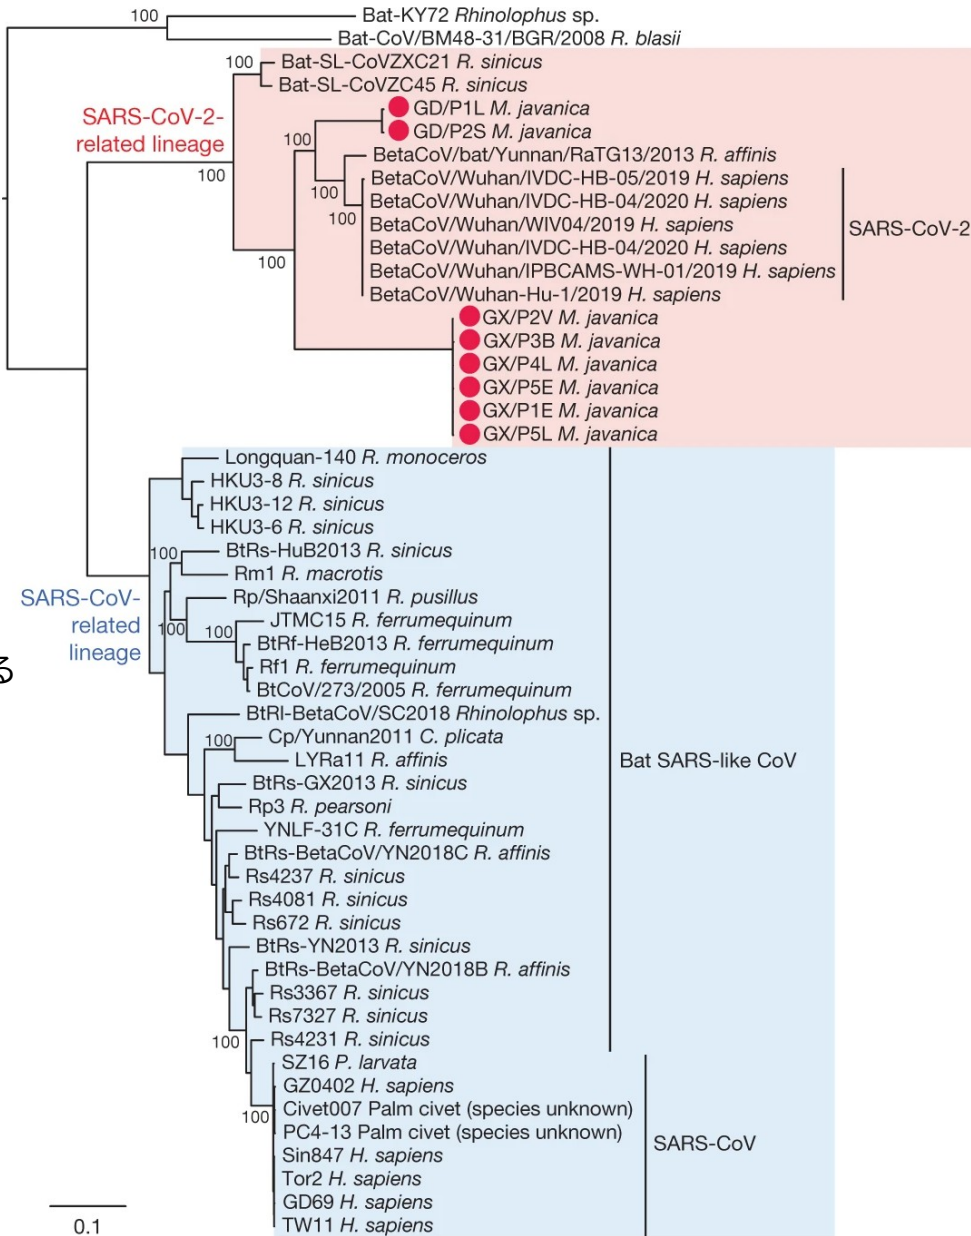 100
Bat-KY72 Rhinolophus sp.
Bat-CoV/BM48-31/BGR/2008 R. blasii
100
Bat-SL-CoVZXC21 R. sinicus
Bat-SL-CoVZC45 R. sinicus
SARS-CoV-2-
related lineage
100
GD/P1L M. javanica
GD/P2S M. javanica
100
BetaCoV/bat/Yunnan/RaTG13/2013 R. affinis
100
BetaCoV/Wuhan/IVDC-HB-05/2019 H. sapiens
BetaCoV/Wuhan/IVDC-HB-04/2020 H. sapiens
100
BetaCoV/Wuhan/WIV04/2019 H. sapiens
SARS-CoV-2
BetaCoV/Wuhan/IVDC-HB-04/2020 H. sapiens
100
BetaCoV/Wuhan/IPBCAMS-WH-01/2019 H. sapiens
BetaCoV/Wuhan-Hu-1/2019 H. sapiens
GX/P2V M. javanica
GX/P3B M. javanica
GX/P4L M. javanica
GX/P5E M. javanica
GX/P1E M. javanica
GX/P5L M. javanica
Longquan-140 R. monoceros
HKU3-8 R. sinicus
HKU3-12 R. sinicus
HKU3-6 R. sinicus
100
BtRs-HuB2013 R. sinicus
Rm1 R. macrotis
SARS-CoV-
related
lineage
Rp/Shaanxi2011 R. pusillus
100
100
JTMC15 R. ferrumequinum
BtRf-HeB2013 R. ferrumequinum
Rf1 R. ferrumequinum
BtCoV/273/2005 R. ferrumequinum
BtRl-BetaCoV/SC2018 Rhinolophus sp.
100
Cp/Yunnan2011 C. plicata
LYRa11 R. affinis
Bat SARS-like CoV
BtRs-GX2013 R. sinicus
Rp3 R. pearsoni
YNLF-31C R. ferrumequinum
BtRs-BetaCoV/YN2018C R. affinis
Rs4237 R. sinicus
Rs4081 R. sinicus
Rs672 R. sinicus
BtRs-YN2013 R. sinicus
BtRs-BetaCoV/YN2018B R. affinis
Rs3367 R. sinicus
Rs7327 R. sinicus
100
Rs4231 R. sinicus
SZ16 P. larvata
GZ0402 H. sapiens
100
Civet007 Palm civet (species unknown)
PC4-13 Palm civet (species unknown)
SARS-CoV
Sin847 H. sapiens
Tor2 H. sapiens
GD69 H. sapiens
TW11 H. sapiens
0.1